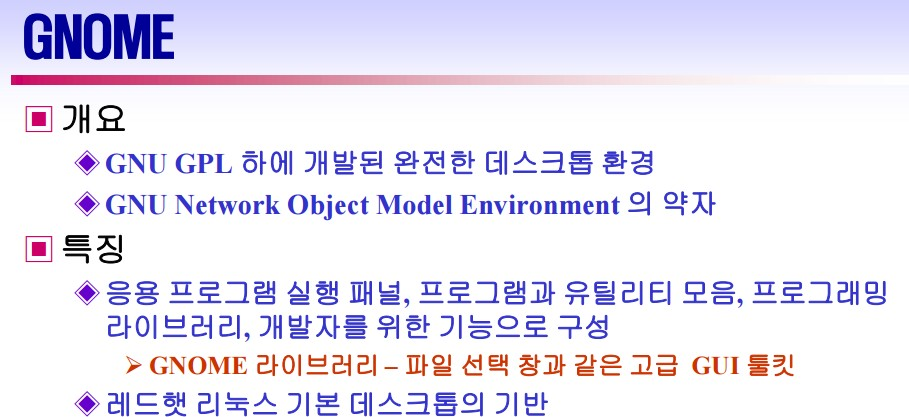 GNOME
개요
GNU GPL 하에 개발된 완전한 데스크톱 환경
GNU Network Object Model Environment 의 약자
특징
응용 프로그램 실행 패널, 프로그램과 유틸리티 모음, 프로그래밍
라이브러리, 개발자를 위한 기능으로 구성
GNOME 라이브러리 – 파일 선택 창과 같은 고급 GUI 툴킷
레드햇 리눅스 기본 데스크톱의 기반